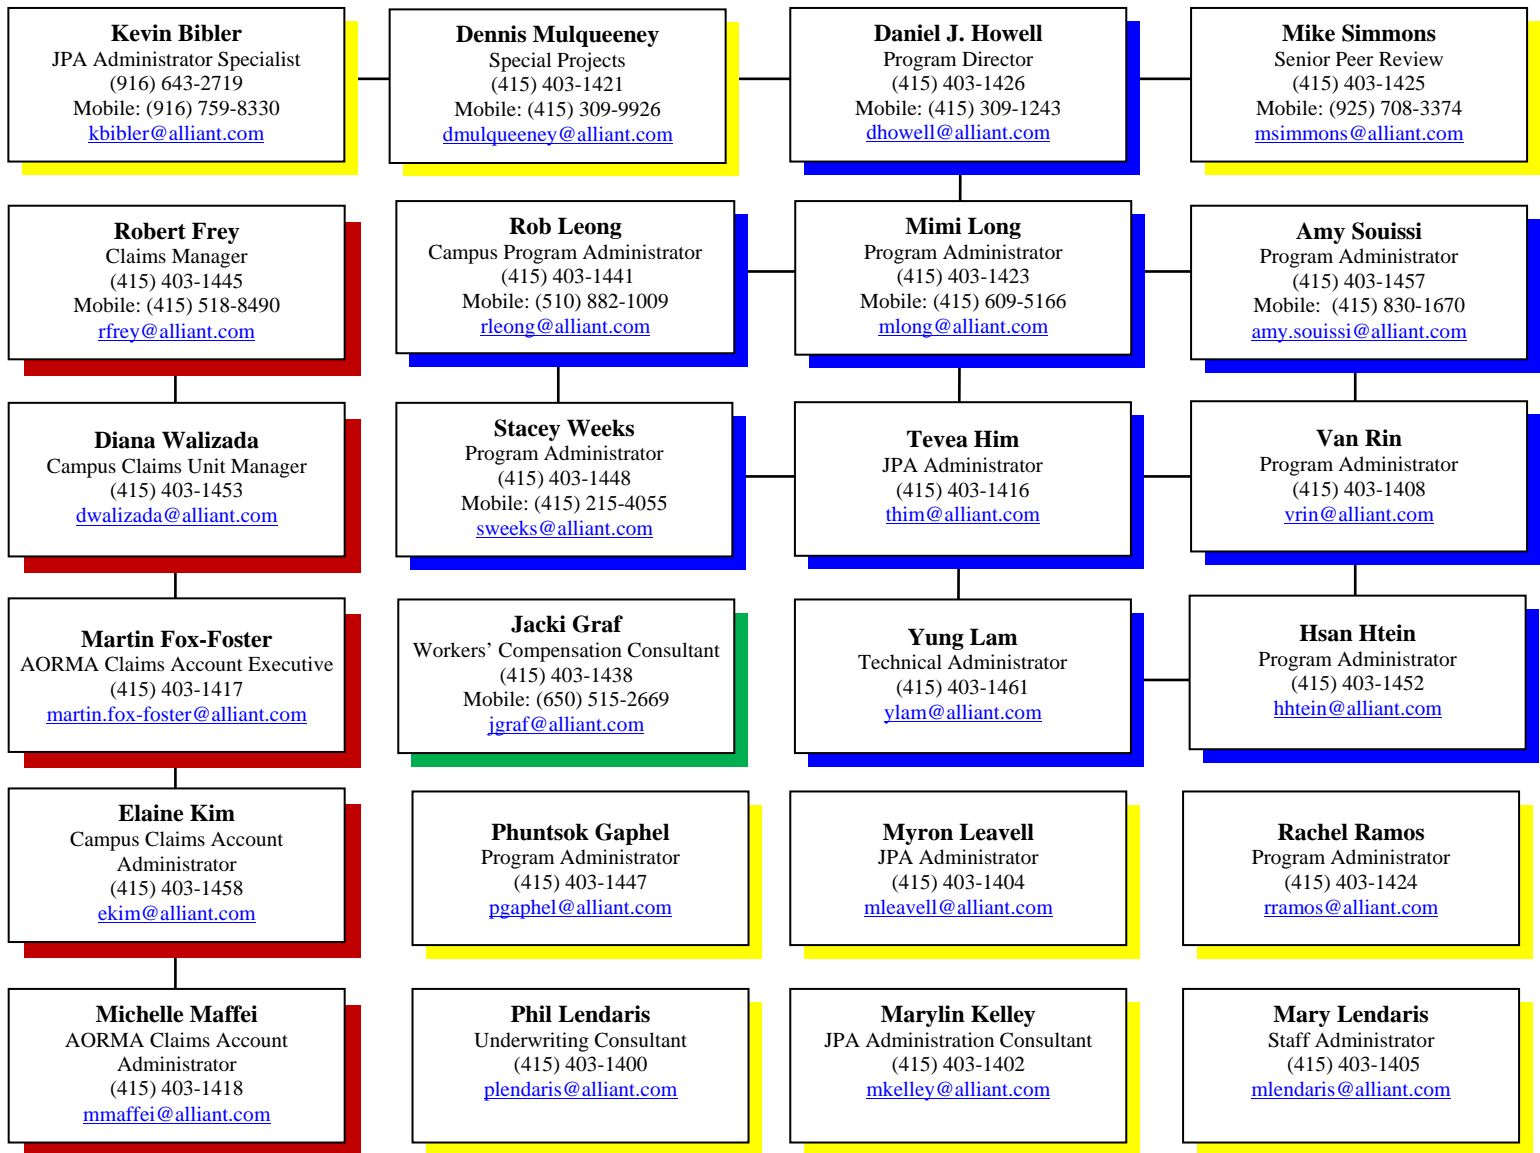 Kevin Bibler
JPA Administrator Specialist
(916) 643-2719
Mobile: (916) 759-8330
kbibler@alliant.com
Dennis Mulqueeney
Special Projects
(415) 403-1421
Mobile: (415) 309-9926
dmulqueeney@alliant.com
Daniel J. Howell
Program Director
(415) 403-1426
Mobile: (415) 309-1243
dhowell@alliant.com
Mike Simmons
Senior Peer Review
(415) 403-1425
Mobile: (925) 708-3374
msimmons@alliant.com
Robert Frey
Claims Manager
(415) 403-1445
Mobile: (415) 518-8490
rfrey@alliant.com
Rob Leong
Campus Program Administrator
(415) 403-1441
Mobile: (510) 882-1009
rleong@alliant.com
Mimi Long
Program Administrator
(415) 403-1423
Mobile: (415) 609-5166
mlong@alliant.com
Amy Souissi
Program Administrator
(415) 403-1457
Mobile:  (415) 830-1670
amy.souissi@alliant.com
Diana Walizada
Campus Claims Unit Manager
(415) 403-1453
dwalizada@alliant.com
Stacey Weeks
Program Administrator
(415) 403-1448
Mobile: (415) 215-4055
sweeks@alliant.com
Tevea Him
JPA Administrator
(415) 403-1416
thim@alliant.com
Van Rin
Program Administrator
(415) 403-1408
vrin@alliant.com
Martin Fox-Foster
AORMA Claims Account Executive
(415) 403-1417
martin.fox-foster@alliant.com
Jacki Graf
Workers’ Compensation Consultant
(415) 403-1438
Mobile: (650) 515-2669
jgraf@alliant.com
Yung Lam
Technical Administrator
(415) 403-1461
ylam@alliant.com
Hsan Htein
Program Administrator
(415) 403-1452
hhtein@alliant.com
Elaine Kim
Campus Claims Account
Administrator
(415) 403-1458
ekim@alliant.com
Phuntsok Gaphel
Program Administrator
(415) 403-1447
pgaphel@alliant.com
Myron Leavell
JPA Administrator
(415) 403-1404
mleavell@alliant.com
Rachel Ramos
Program Administrator
(415) 403-1424
rramos@alliant.com
Michelle Maffei
AORMA Claims Account
Administrator
(415) 403-1418
mmaffei@alliant.com
Phil Lendaris
Underwriting Consultant
(415) 403-1400
plendaris@alliant.com
Marylin Kelley
JPA Administration Consultant
(415) 403-1402
mkelley@alliant.com
Mary Lendaris
Staff Administrator
(415) 403-1405
mlendaris@alliant.com